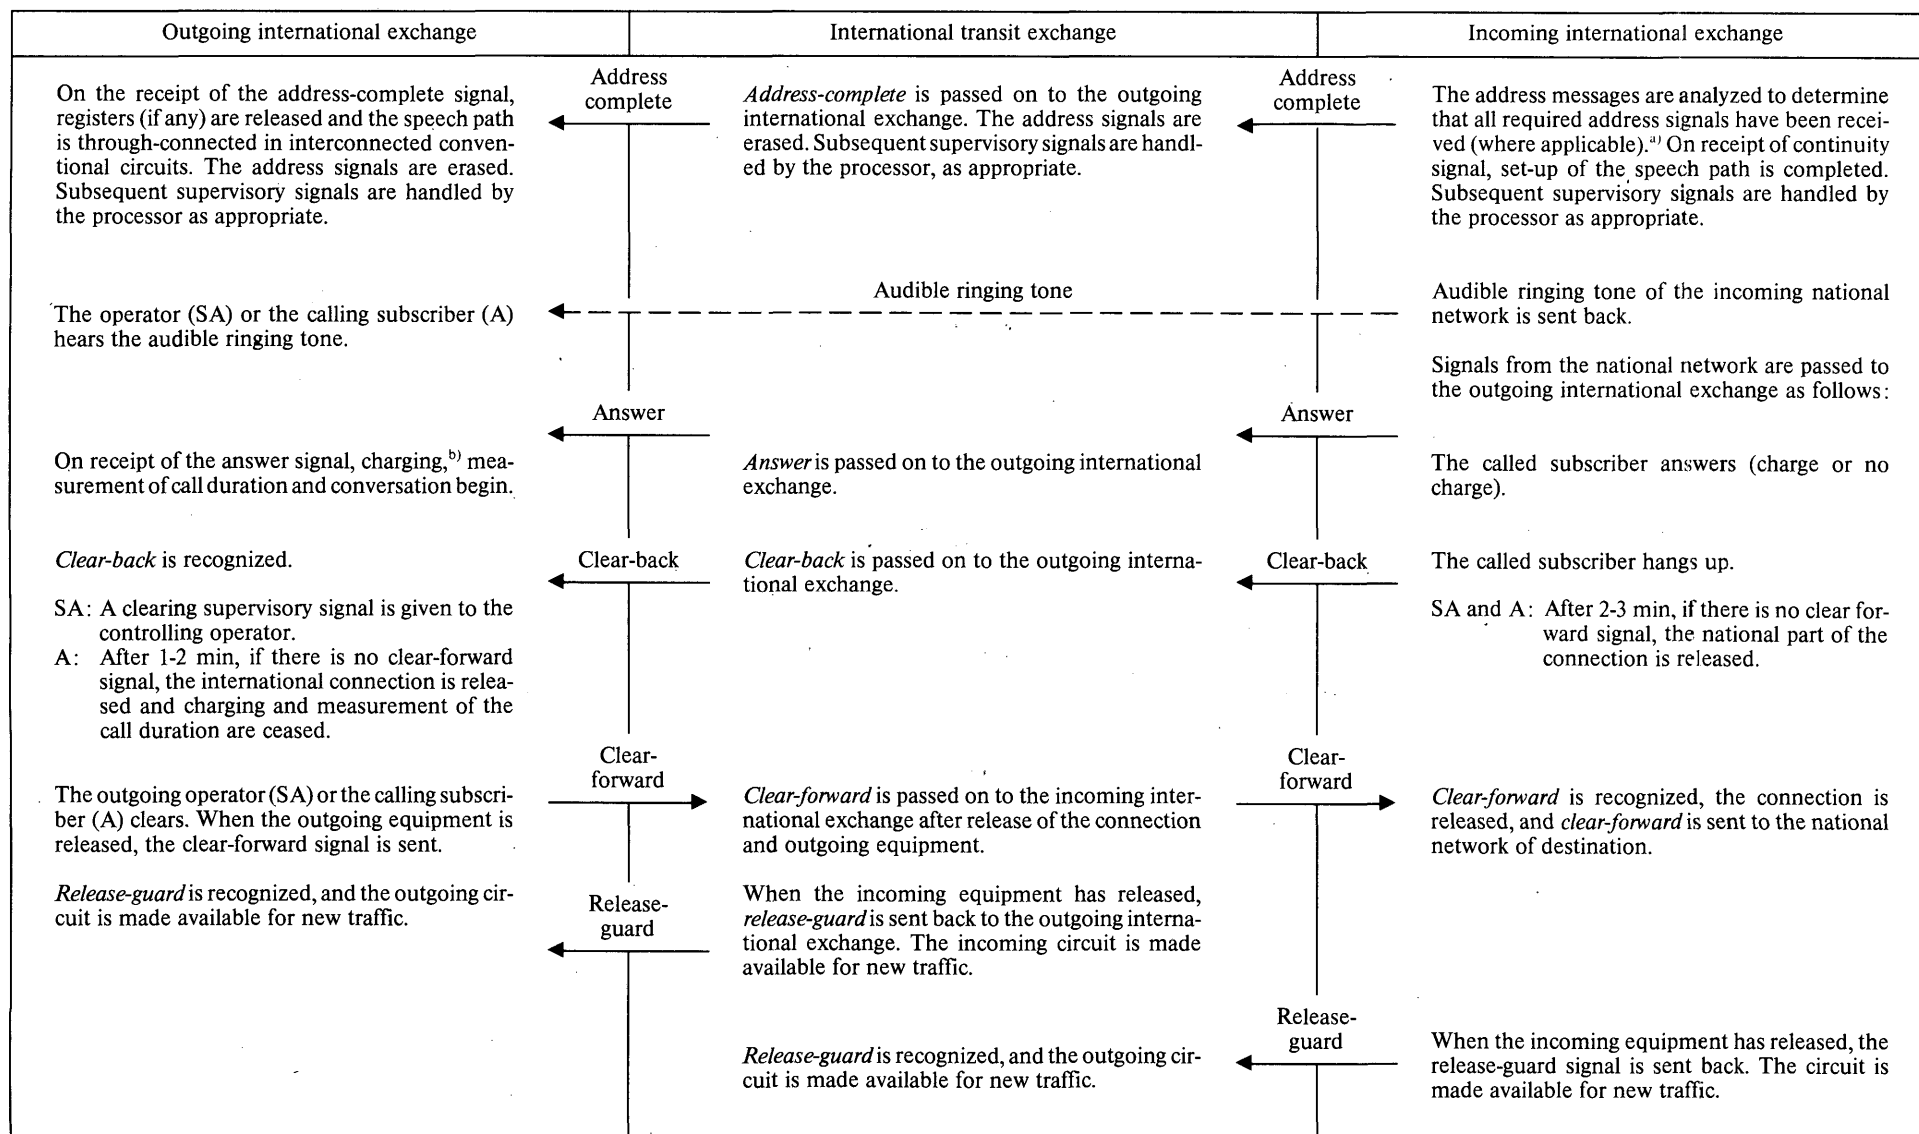 Outgoing international exchange
International transit exchange
Incoming international exchange
Address
complete
Address
complete
On the receipt of the address-complete signal,
registers (if any) are released and the speech path
is through-connected in interconnected conven-
tional circuits. The address signals are erased.
Subsequent supervisory signals are handled by
the processor as appropriate.
Address-complete is passed on to the outgoing
international exchange. The address signals are
erased. Subsequent supervisory signals are handl-
ed by the processor, as appropriate.
The address messages are analyzed to determine
that all required address signals have been recei-
ved (where applicable).a) On receipt of continuity
signal, set-up of the speech path is completed.
Subsequent supervisory signals are handled by
the processor as appropriate.
Audible ringing tone
The operator (SA) or the calling subscriber (A)
hears the audible ringing tone.
Audible ringing tone of the incoming national
network is sent back.
Signals from the national network are passed to
the outgoing international exchange as follows:
Answer
Answer
On receipt of the answer signal, charging,b) mea-
surement of call duration and conversation begin.
Answer is passed on to the outgoing international
exchange.
The called subscriber answers (charge or no
charge).
Clear-back is recognized.
Clear-back
Clear-back is passed on to the outgoing interna-
tional exchange.
Clear-back
The called subscriber hangs up.
SA: A clearing supervisory signal is given to the
controlling operator.
A: After 1-2 min, if there is no clear-forward
signal, the international connection is relea-
sed and charging and measurement of the
call duration are ceased.
SA and A: After 2-3 min, if there is no clear for-
ward signal, the national part of the
connection is released.
Clear-
forward
Clear-
forward
The outgoing operator (SA) or the calling subscri-
ber (A) clears. When the outgoing equipment is
released, the clear-forward signal is sent.
Clear-forward is passed on to the incoming inter-
national exchange after release of the connection
and outgoing equipment.
Clear-forward is recognized, the connection is
released, and clear-forward is sent to the national
network of destination.
Release-guard is recognized, and the outgoing cir-
cuit is made available for new traffic.
Release-
guard
When the incoming equipment has released,
release-guard is sent back to the outgoing interna-
tional exchange. The incoming circuit is made
available for new traffic.
Release-
guard
Release-guard is recognized, and the outgoing cir-
cuit is made available for new traffic.
When the incoming equipment has released, the
release-guard signal is sent back. The circuit is
made available for new traffic.